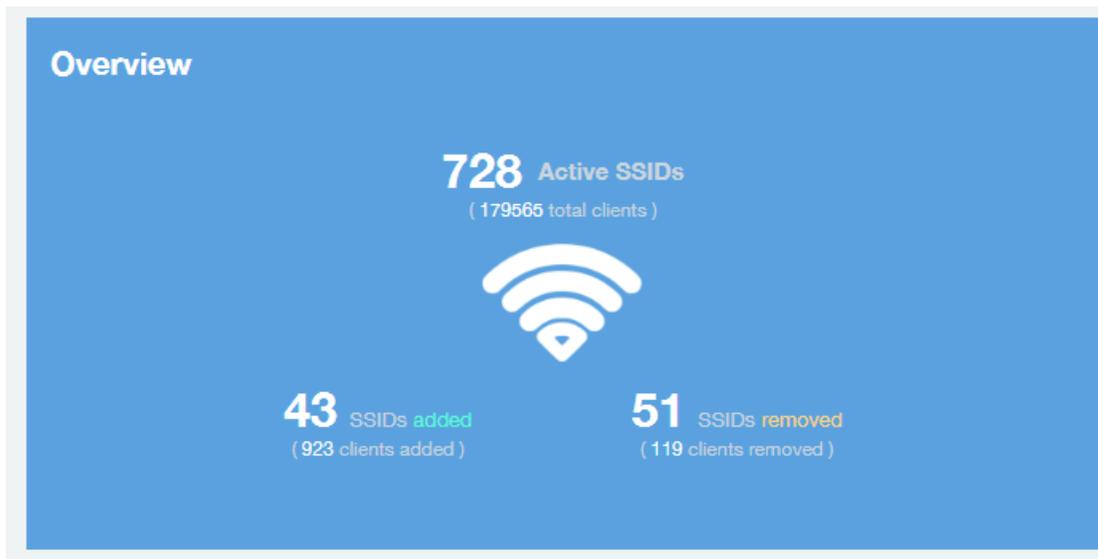 Overview
728 Active SSIDs
( 179565 total clients )
43 SSIDs added
( 923 clients added )
51 SSIDs removed
( 119 clients removed )